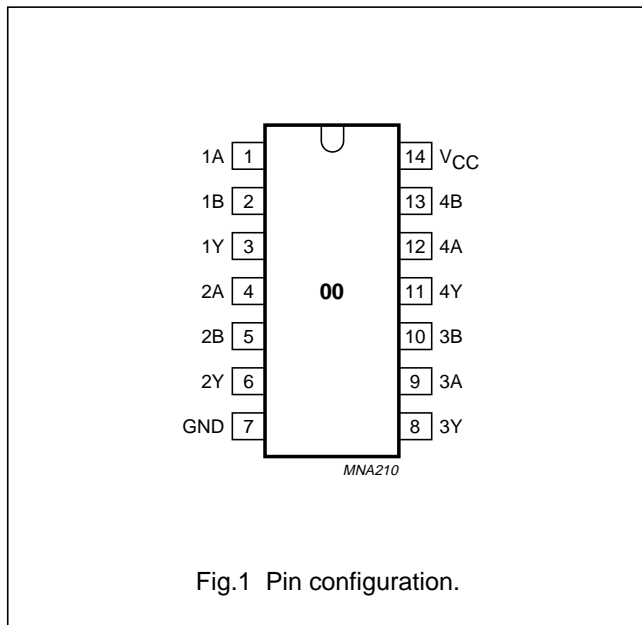 1A 1 14 VCC
1B 2 13 4B
1Y 3 12 4A
2A 4 00 11 4Y
2B 5 10 3B
2Y 6 9 3A
GND 7 8 3Y
MNA210
Fig.1 Pin configuration.